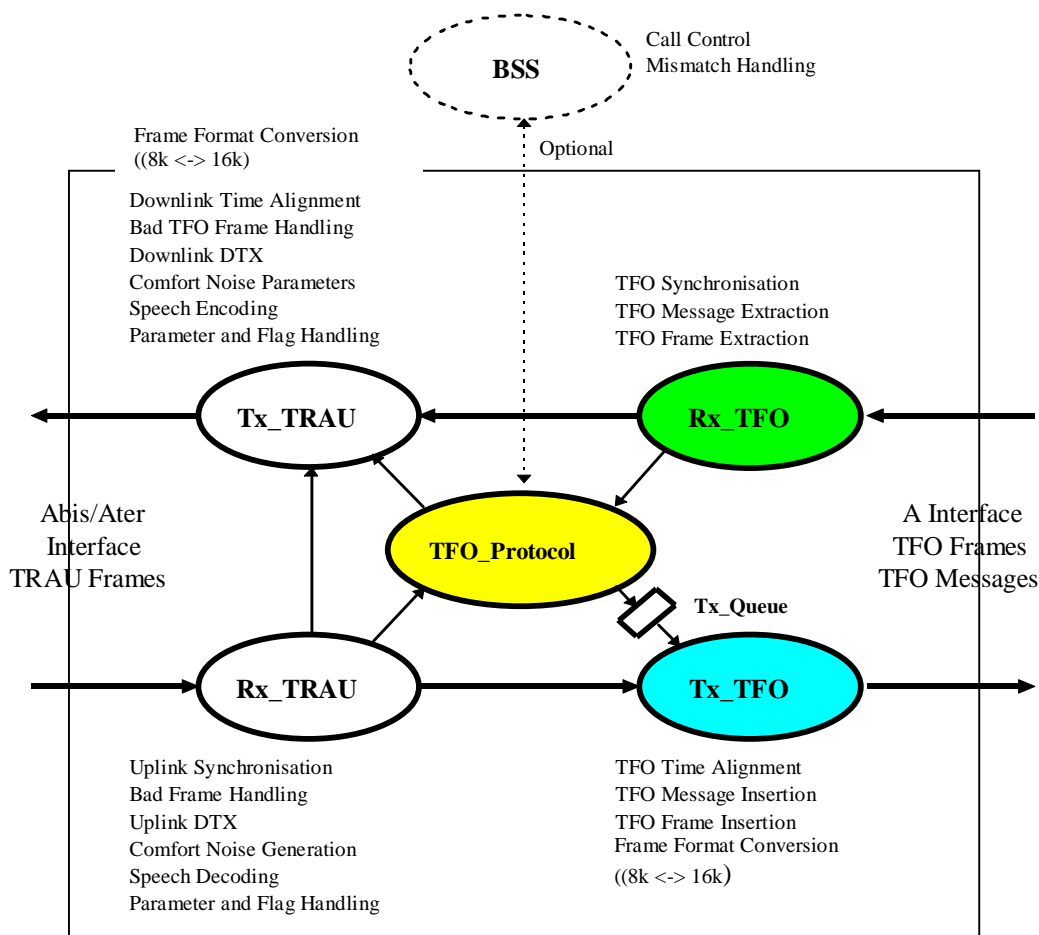 Call Control
Mismatch Handling
BSS
Optional
Frame Format Conversion
((8k <-> 16k)
Downlink Time Alignment
Bad TFO Frame Handling
Downlink DTX
Comfort Noise Parameters
Speech Encoding
Parameter and Flag Handling
TFO Synchronisation
TFO Message Extraction
TFO Frame Extraction
Tx_TRAU
Rx_TFO
Abis/Ater
Interface
TRAU Frames
TFO_Protocol
A Interface
TFO Frames
TFO Messages
Tx_Queue
Rx_TRAU
Tx_TFO
Uplink Synchronisation
Bad Frame Handling
Uplink DTX
Comfort Noise Generation
Speech Decoding
Parameter and Flag Handling
TFO Time Alignment
TFO Message Insertion
TFO Frame Insertion
Frame Format Conversion
((8k <-> 16k)